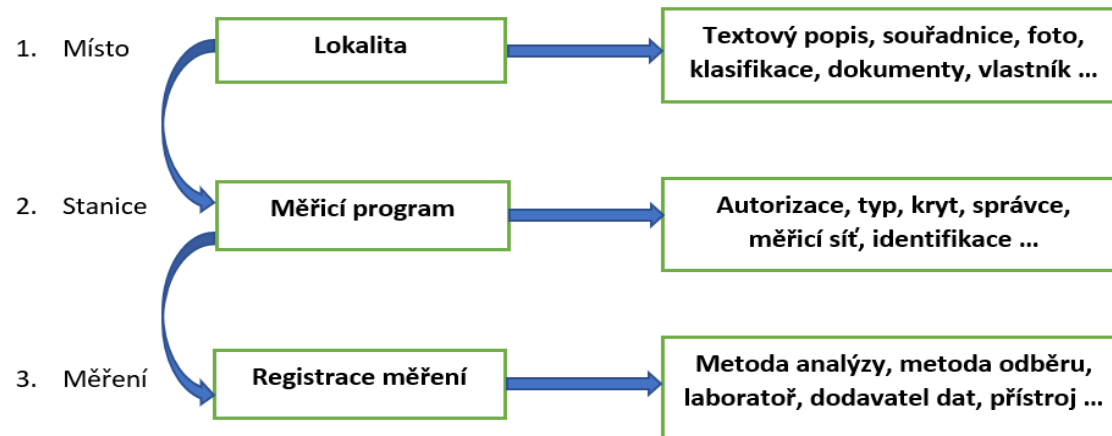 1. Místo
Lokalita
Textový popis, souřadnice, foto,
klasifikace, dokumenty, vlastník ...
2. Stanice
Měřicí program
Autorizace, typ, kryt, správce,
měřicí síť, identifikace ...
3. Měření
Registrace měření
Metoda analýzy, metoda odběru,
laboratoř, dodavatel dat, přístroj ...